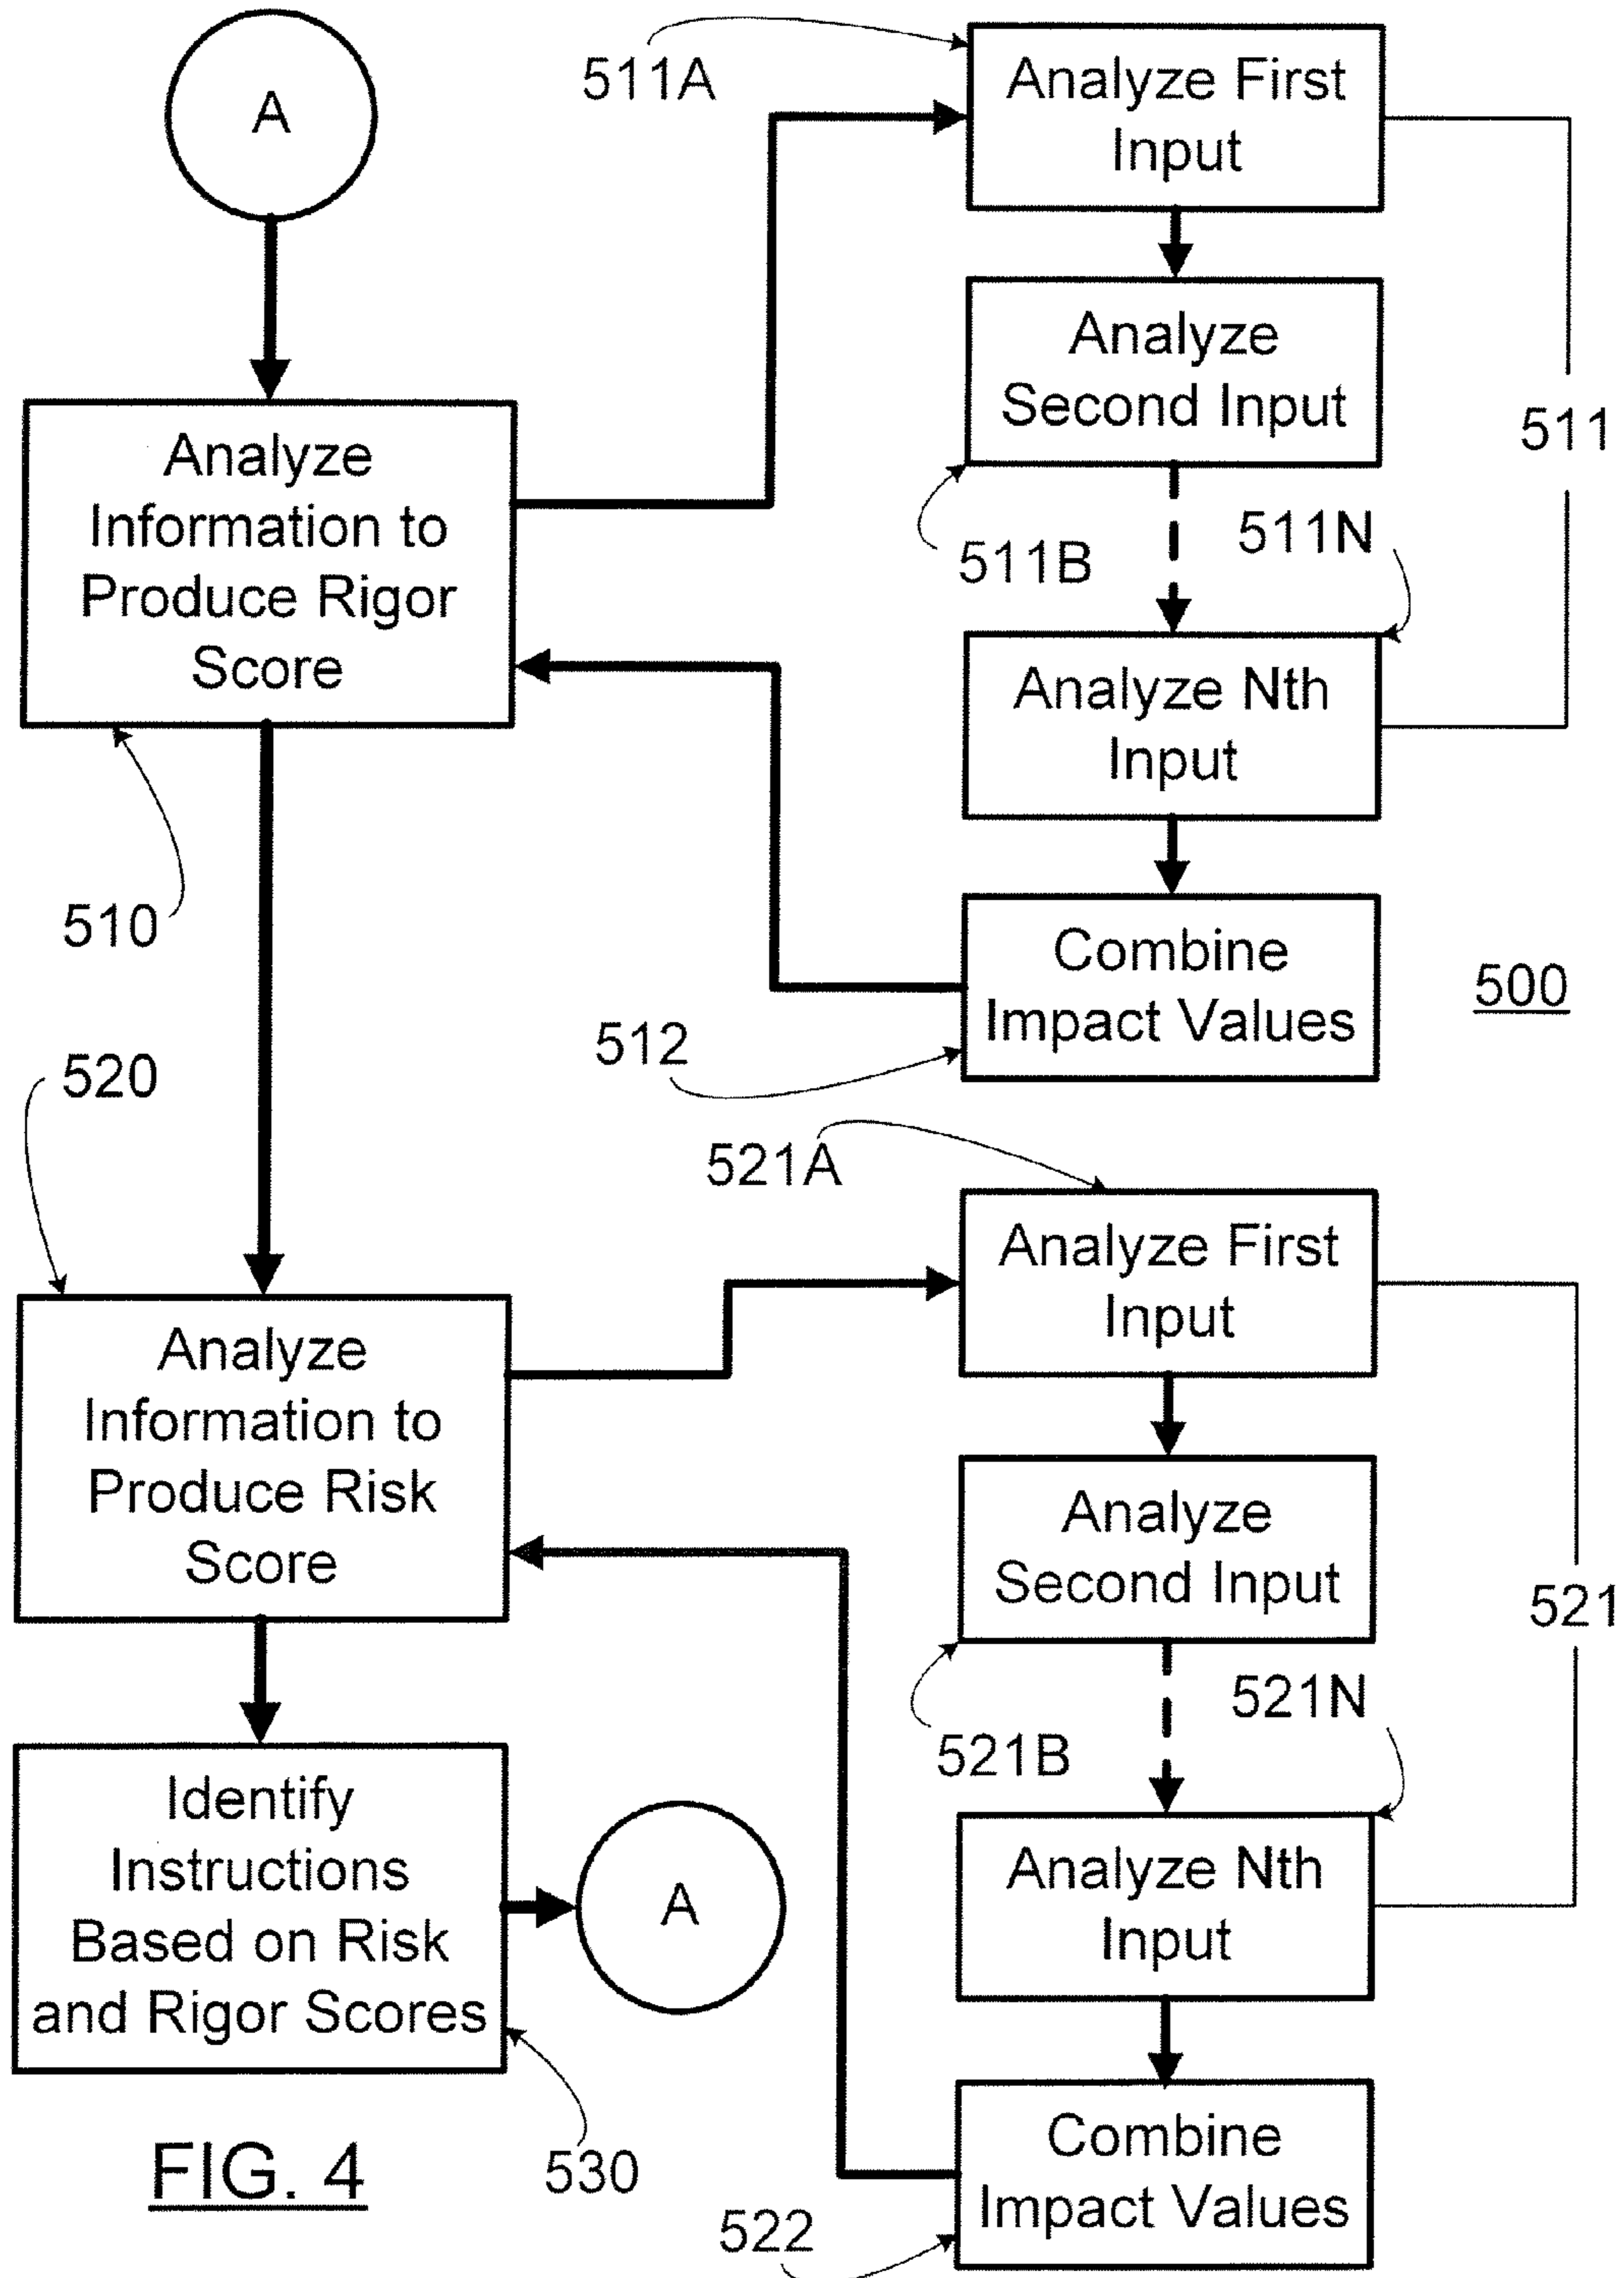 A
511A
Analyze First
Input
Analyze
Second Input
511
Analyze
Information to
Produce Rigor
Score
511B
511N
Analyze Nth
Input
510
Combine
Impact Values
500
512
520
521A
Analyze First
Input
Analyze
Information to
Produce Risk
Score
Analyze
Second Input
521
521B
521N
Identify
Instructions
Based on Risk
and Rigor Scores
A
Analyze Nth
Input
530
Combine
Impact Values
522
FIG. 4